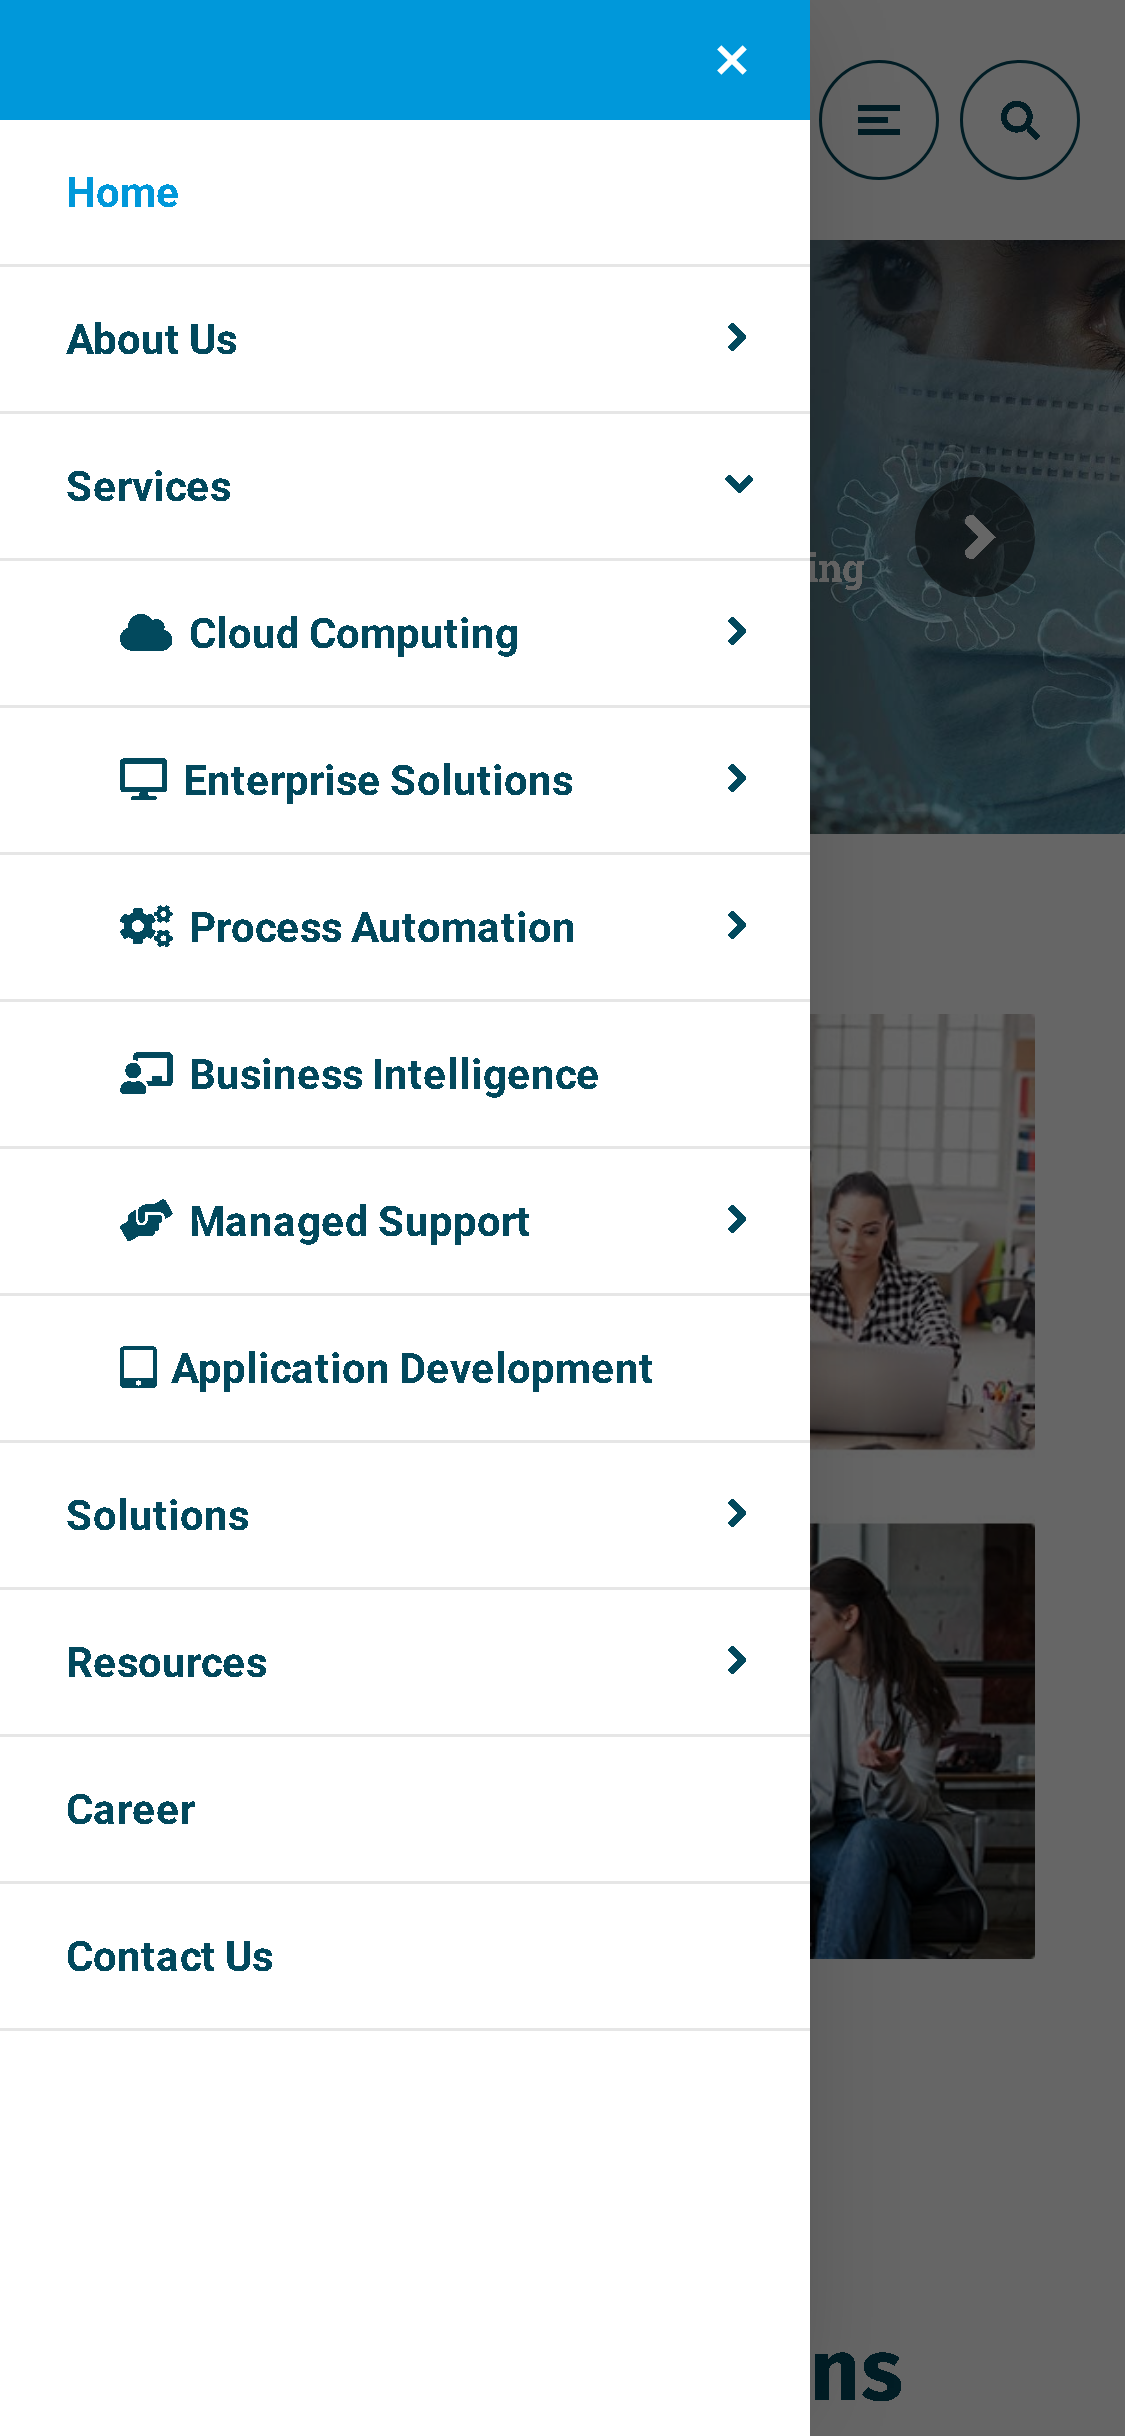 Home
About Us
Services
ing
Cloud Computing
Enterprise Solutions
Process Automation
Business Intelligence
Managed Support
Application Development
Solutions
Resources
Career
Contact Us
ns